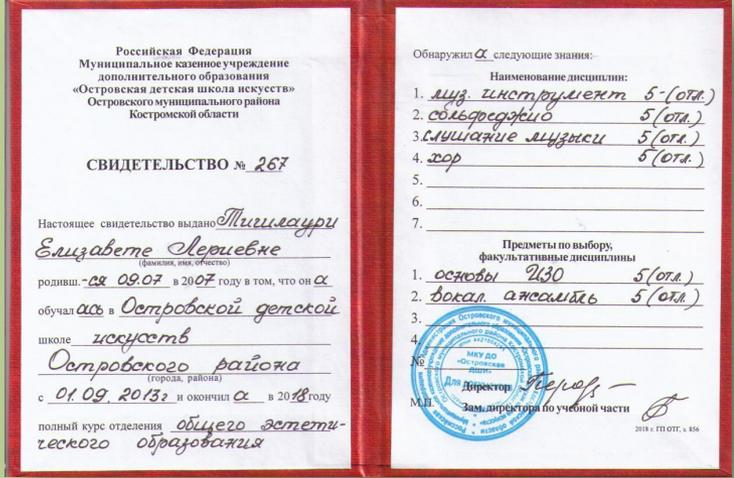 Российская Федерация
Муниципальное казенное учреждение
дополнительного образования
«Островская детская школа искусств»
Островского муниципального района
Костромской области
СВИДЕТЕЛЬСТВО № 267
Настоящее свидетельство выдано Тигилаури
Елизавете Лериевне
(фамилия, имя, отчество)
родивш.-ся 09.07 в 2007 году в том, что он а
обучал ась в Островской детской
школе искусств
Островского района
(города, района)
с 01.09.2013г и окончил а в 2018 году
полный курс отделения общего эстети-
ческого образования
Обнаружил а следующие знания:
Наименование дисциплин:
1. муз. инструмент 5-(отл.)
2. сольфеджио 5(отл.)
3. слушание музыки 5(отл.)
4. хор 5(отл.)
5.
6.
7.
Предметы по выбору,
факультативные дисциплины
1. основы ИЗО 5(отл.)
2. вокал. ансамбль 5(отл.)
3.
4.
№
МКУ ДО
«Островская
ДШИ»
Для
Директор
М.П.
Зам. директора по учебной части
2018 г. ГП ОТГ, з. 856